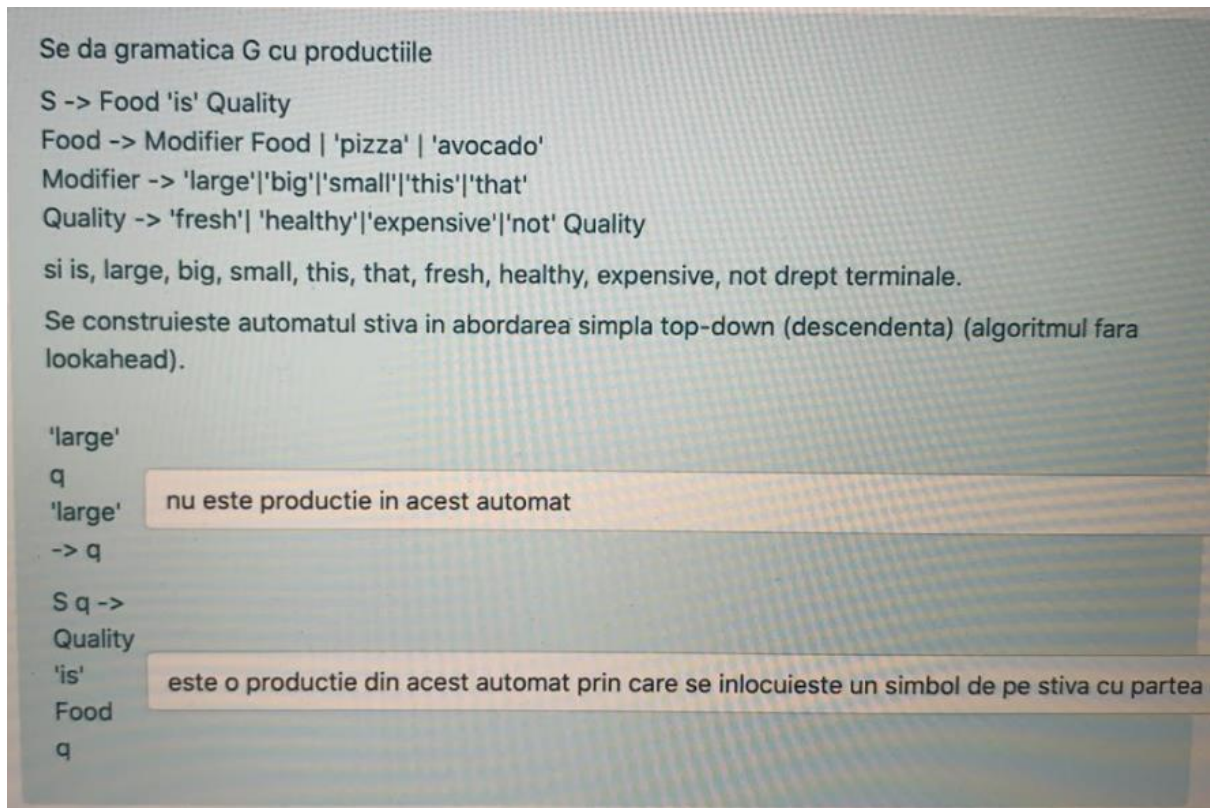 Se da gramatica G cu productiile
S -> Food 'is' Quality
Food -> Modifier Food | 'pizza' | 'avocado'
Modifier -> 'large'|'big'|'small'|'this'|'that'
Quality -> 'fresh'| 'healthy'|'expensive'|'not' Quality
si is, large, big, small, this, that, fresh, healthy, expensive, not drept terminale.
Se construieste automatul stiva in abordarea simpla top-down (descendenta) (algoritmul fara
lookahead).
'large'
q
'large'
-> q
nu este productie in acest automat
S q ->
Quality
'is'
Food
q
este o productie din acest automat prin care se inlocuieste un simbol de pe stiva cu partea